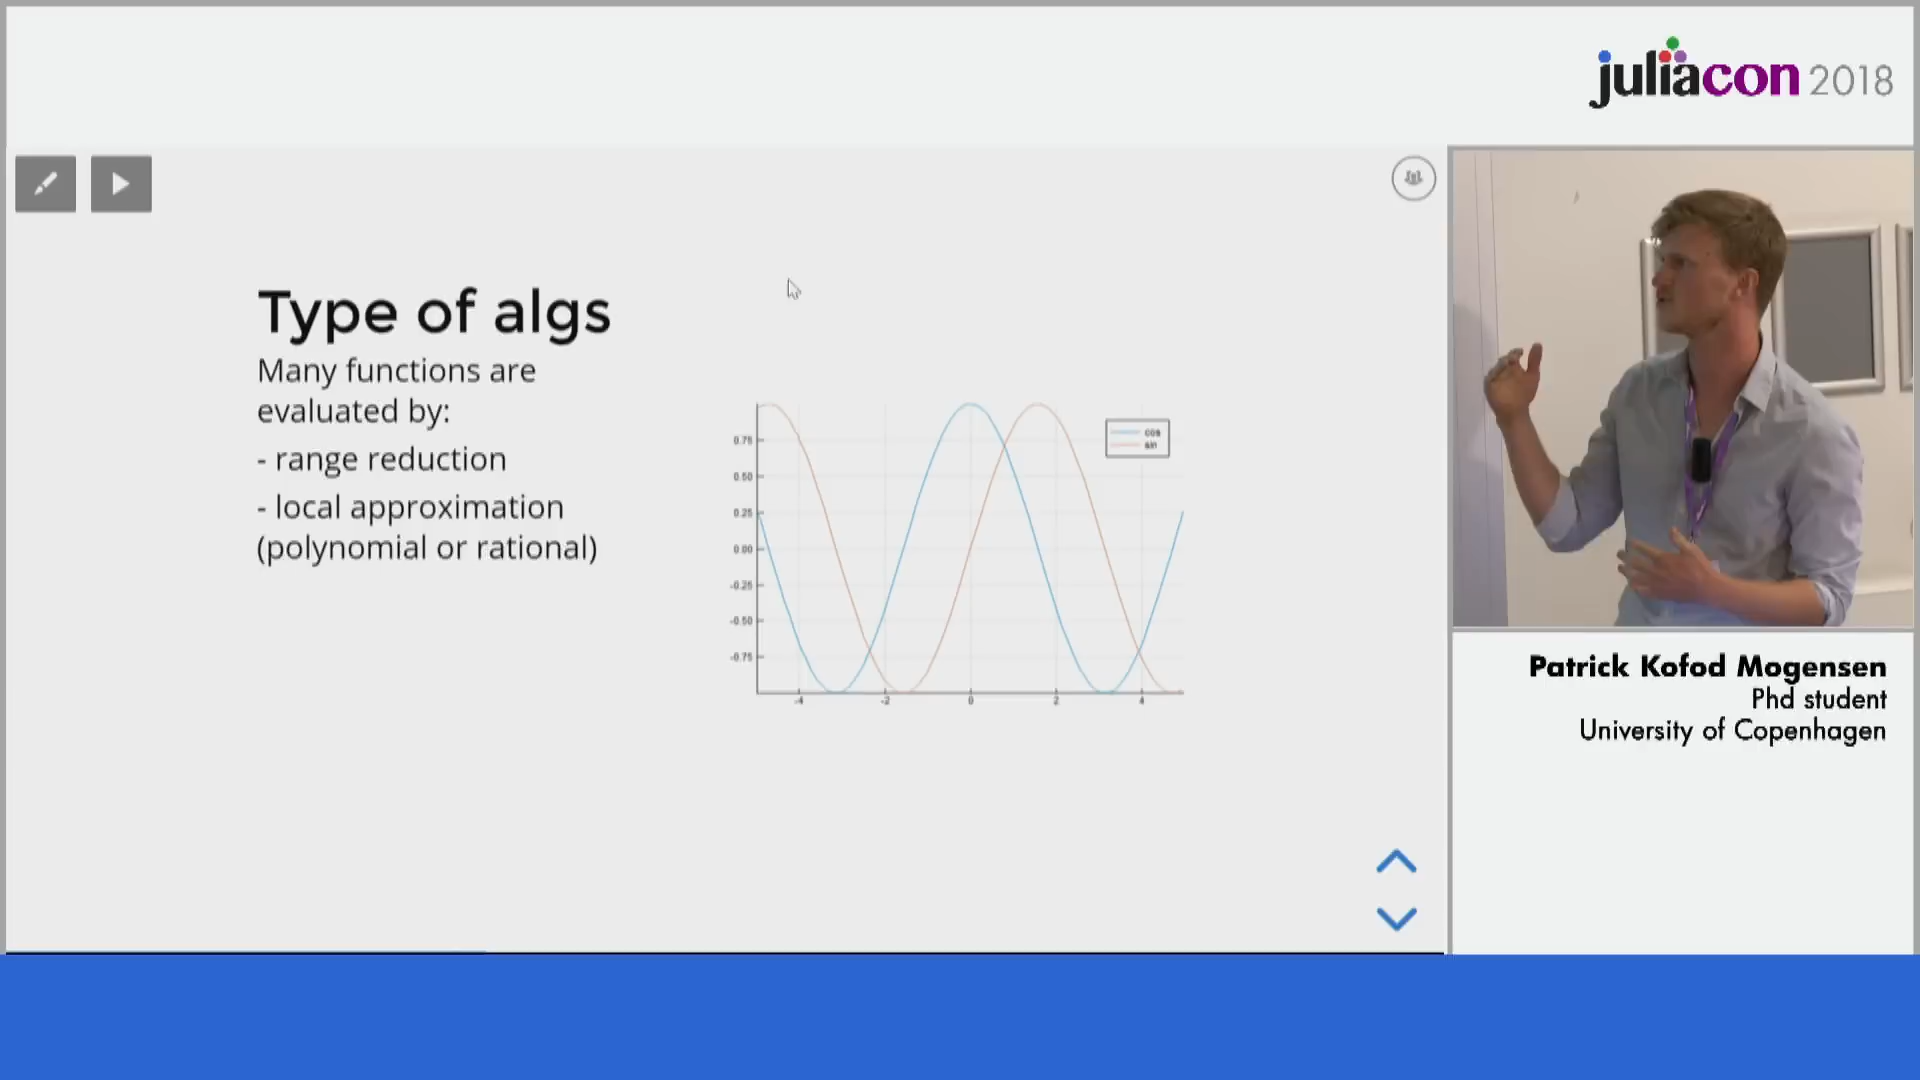 juliacon 2018
Type of algs
Many functions are
evaluated by:
- range reduction
- local approximation
(polynomial or rational)
cos
sin
0.75
0.50
0.25
0.00
-0.25
-0.50
-0.75
-4 -2 0 2 4
Patrick Kofod Mogensen
Phd student
University of Copenhagen